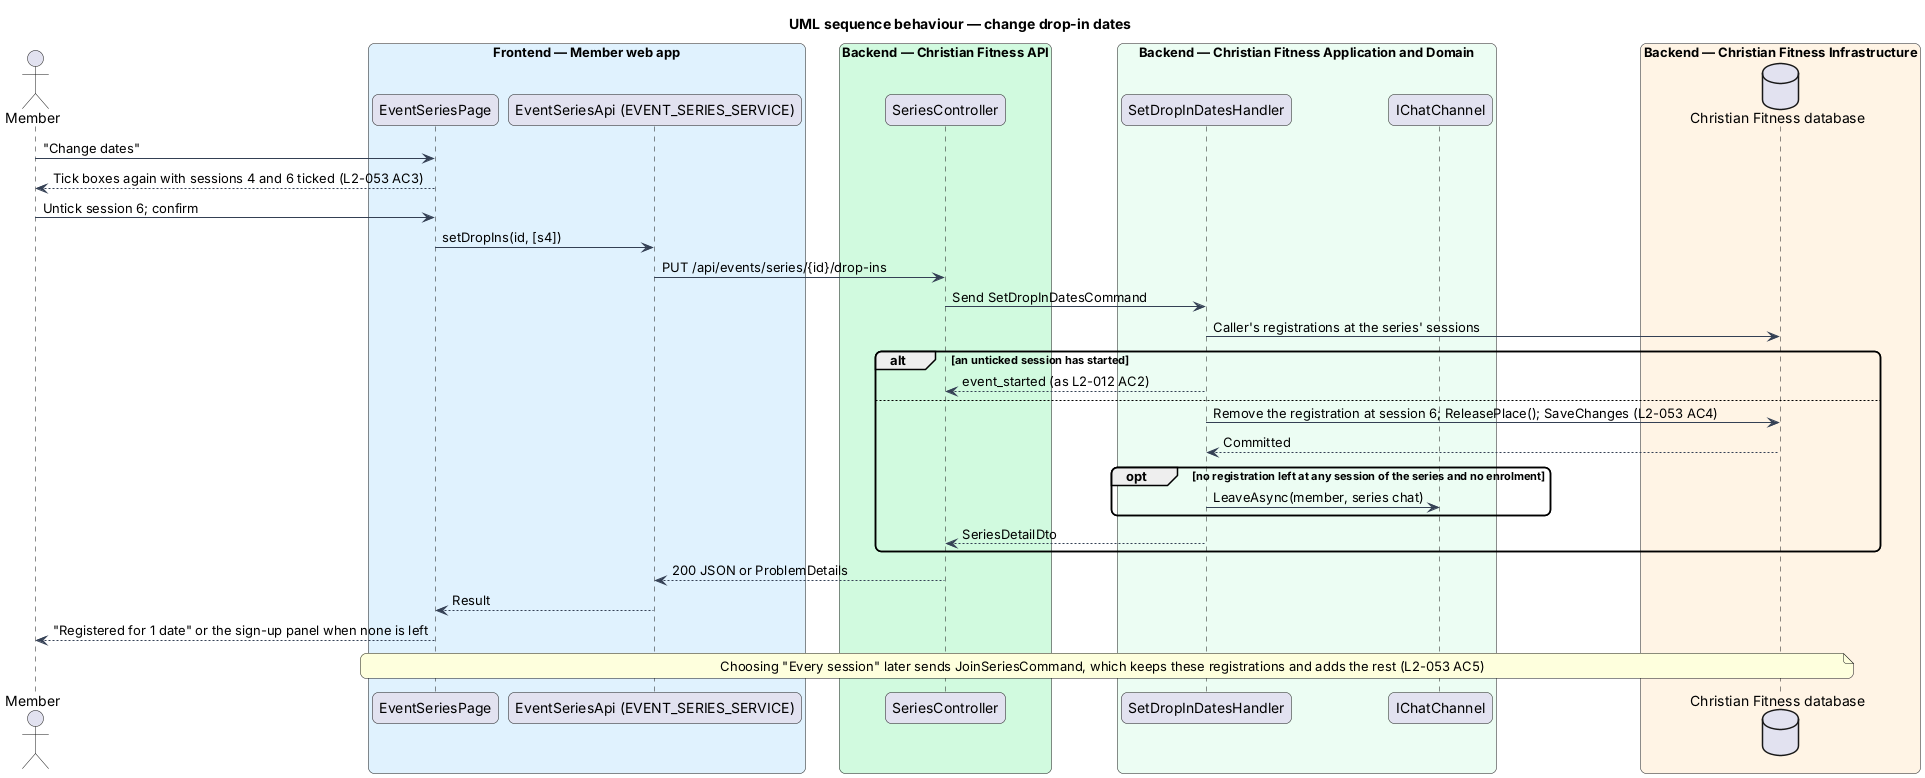 UML sequence behaviour — change drop-in dates
Frontend — Member web app
Backend — Christian Fitness API
Backend — Christian Fitness Application and Domain
Backend — Christian Fitness Infrastructure
Member
EventSeriesPage
EventSeriesApi (EVENT_SERIES_SERVICE)
SeriesController
SetDropInDatesHandler
IChatChannel
Christian Fitness database
"Change dates"
Tick boxes again with sessions 4 and 6 ticked (L2-053 AC3)
Untick session 6; confirm
setDropIns(id, [s4])
PUT /api/events/series/{id}/drop-ins
Send SetDropInDatesCommand
Caller's registrations at the series' sessions
alt [an unticked session has started]
event_started (as L2-012 AC2)
Remove the registration at session 6; ReleasePlace(); SaveChanges (L2-053 AC4)
Committed
opt [no registration left at any session of the series and no enrolment]
LeaveAsync(member, series chat)
SeriesDetailDto
200 JSON or ProblemDetails
Result
"Registered for 1 date" or the sign-up panel when none is left
Choosing "Every session" later sends JoinSeriesCommand, which keeps these registrations and adds the rest (L2-053 AC5)
Member
EventSeriesPage
EventSeriesApi (EVENT_SERIES_SERVICE)
SeriesController
SetDropInDatesHandler
IChatChannel
Christian Fitness database